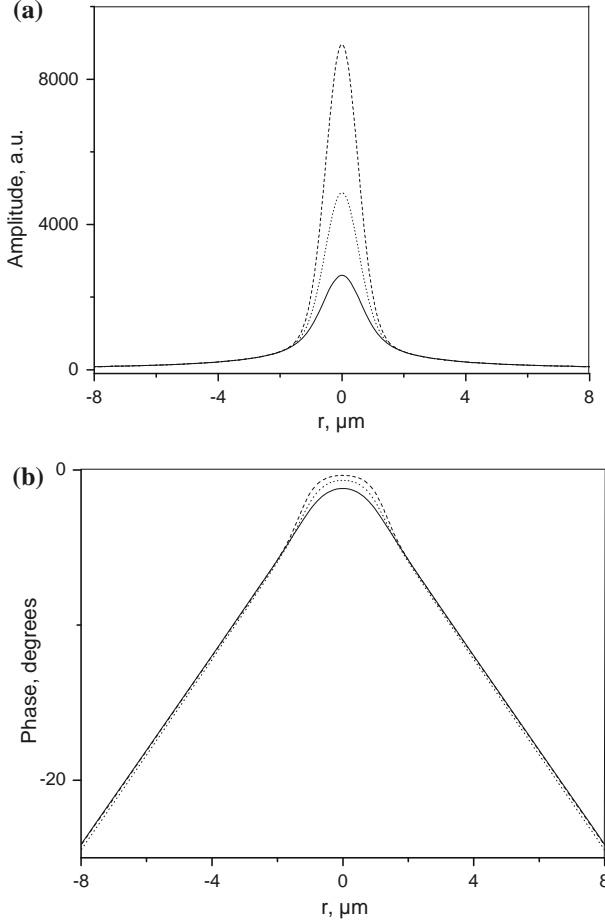 (a)
8000
4000
0
Amplitude, a.u.
-8 -4 0 4 8
r, µm
(b)
0
-20
Phase, degrees
-8 -4 0 4 8
r, µm